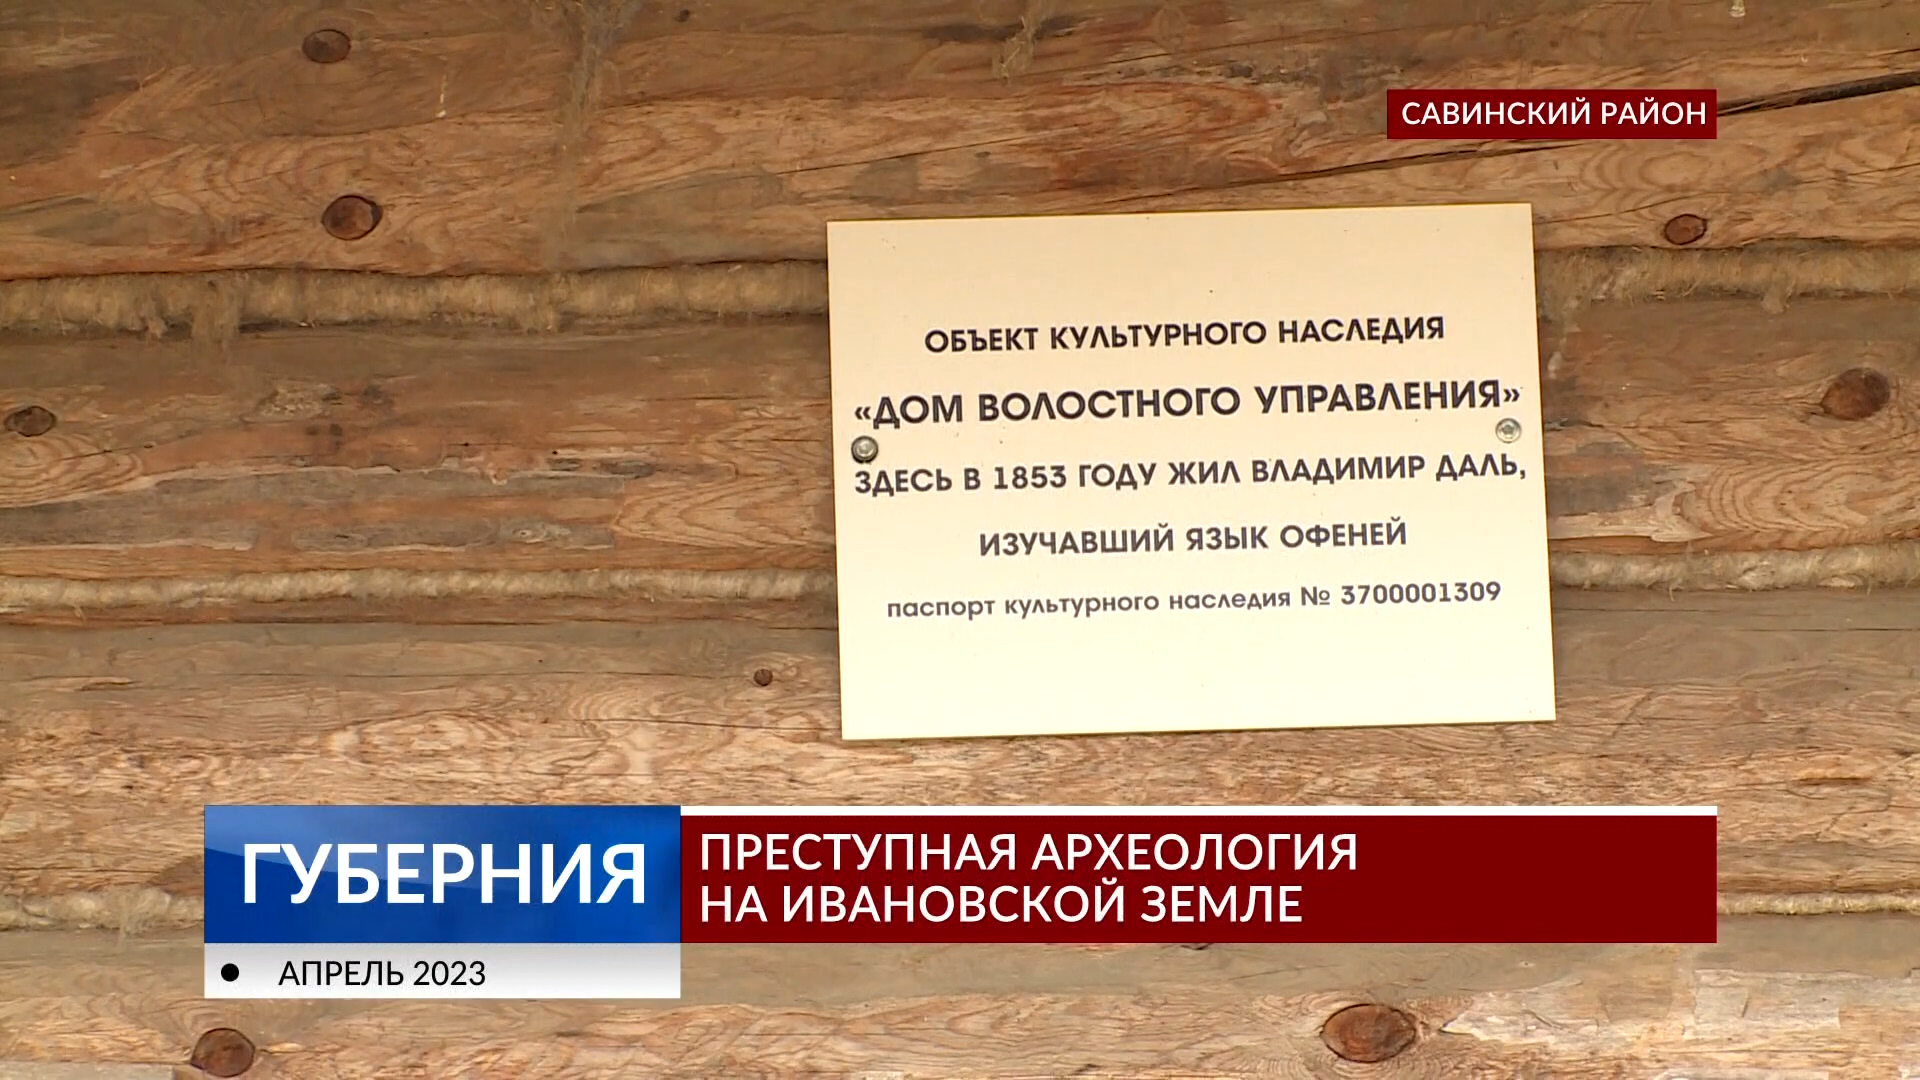 САВИНСКИЙ РАЙОН
ОБЪЕКТ КУЛЬТУРНОГО НАСЛЕДИЯ
«ДОМ ВОЛОСТНОГО УПРАВЛЕНИЯ»
ЗДЕСЬ В 1853 ГОДУ ЖИЛ ВЛАДИМИР ДАЛЬ,
ИЗУЧАВШИЙ ЯЗЫК ОФЕНЕЙ
паспорт культурного наследия № 3700001309
ГУБЕРНИЯ
ПРЕСТУПНАЯ АРХЕОЛОГИЯ
НА ИВАНОВСКОЙ ЗЕМЛЕ
• АПРЕЛЬ 2023